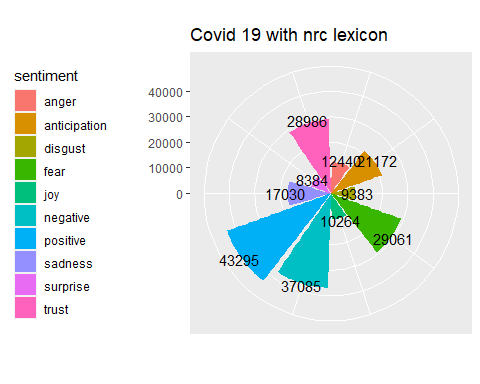 Covid 19 with nrc lexicon
sentiment
anger
anticipation
disgust
fear
joy
negative
positive
sadness
surprise
trust
40000
30000
20000
10000
0
28986
12440
21172
8384
17030
9383
10264
29061
43295
37085